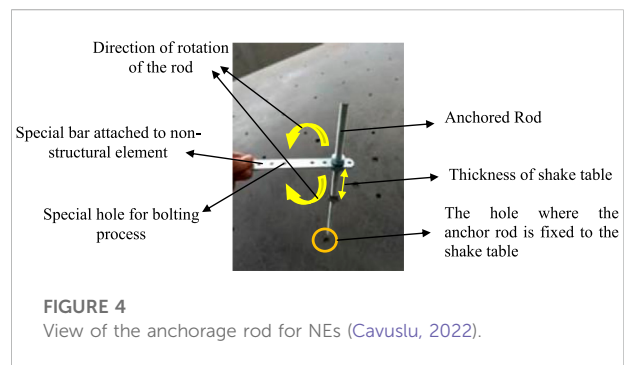 Direction of rotation
of the rod
Special bar attached to non-
structural element
Special hole for bolting
process
Anchored Rod
Thickness of shake table
The hole where the
anchor rod is fixed to the
shake table
FIGURE 4
View of the anchorage rod for NEs (Cavuslu, 2022).